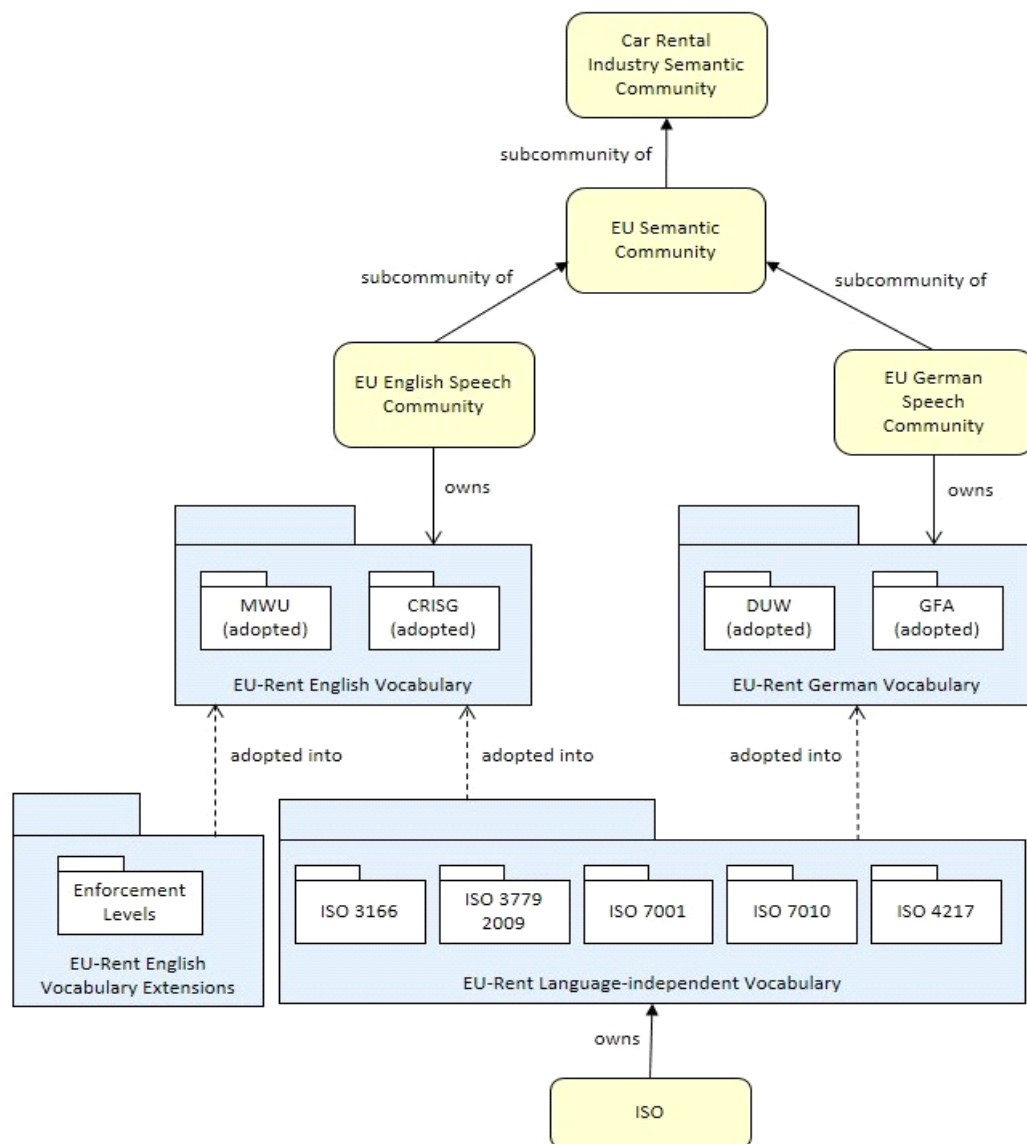 Car Rental
Industry Semantic
Community
subcommunity of
EU Semantic
Community
subcommunity of
subcommunity of
EU English Speech
Community
EU German
Speech
Community
owns
owns
MWU
(adopted)
CRISG
(adopted)
DUW
(adopted)
GFA
(adopted)
EU-Rent English Vocabulary
EU-Rent German Vocabulary
adopted into
adopted into
adopted into
Enforcement
Levels
ISO 3166
ISO 3779
2009
ISO 7001
ISO 7010
ISO 4217
EU-Rent English
Vocabulary Extensions
EU-Rent Language-independent Vocabulary
owns
ISO